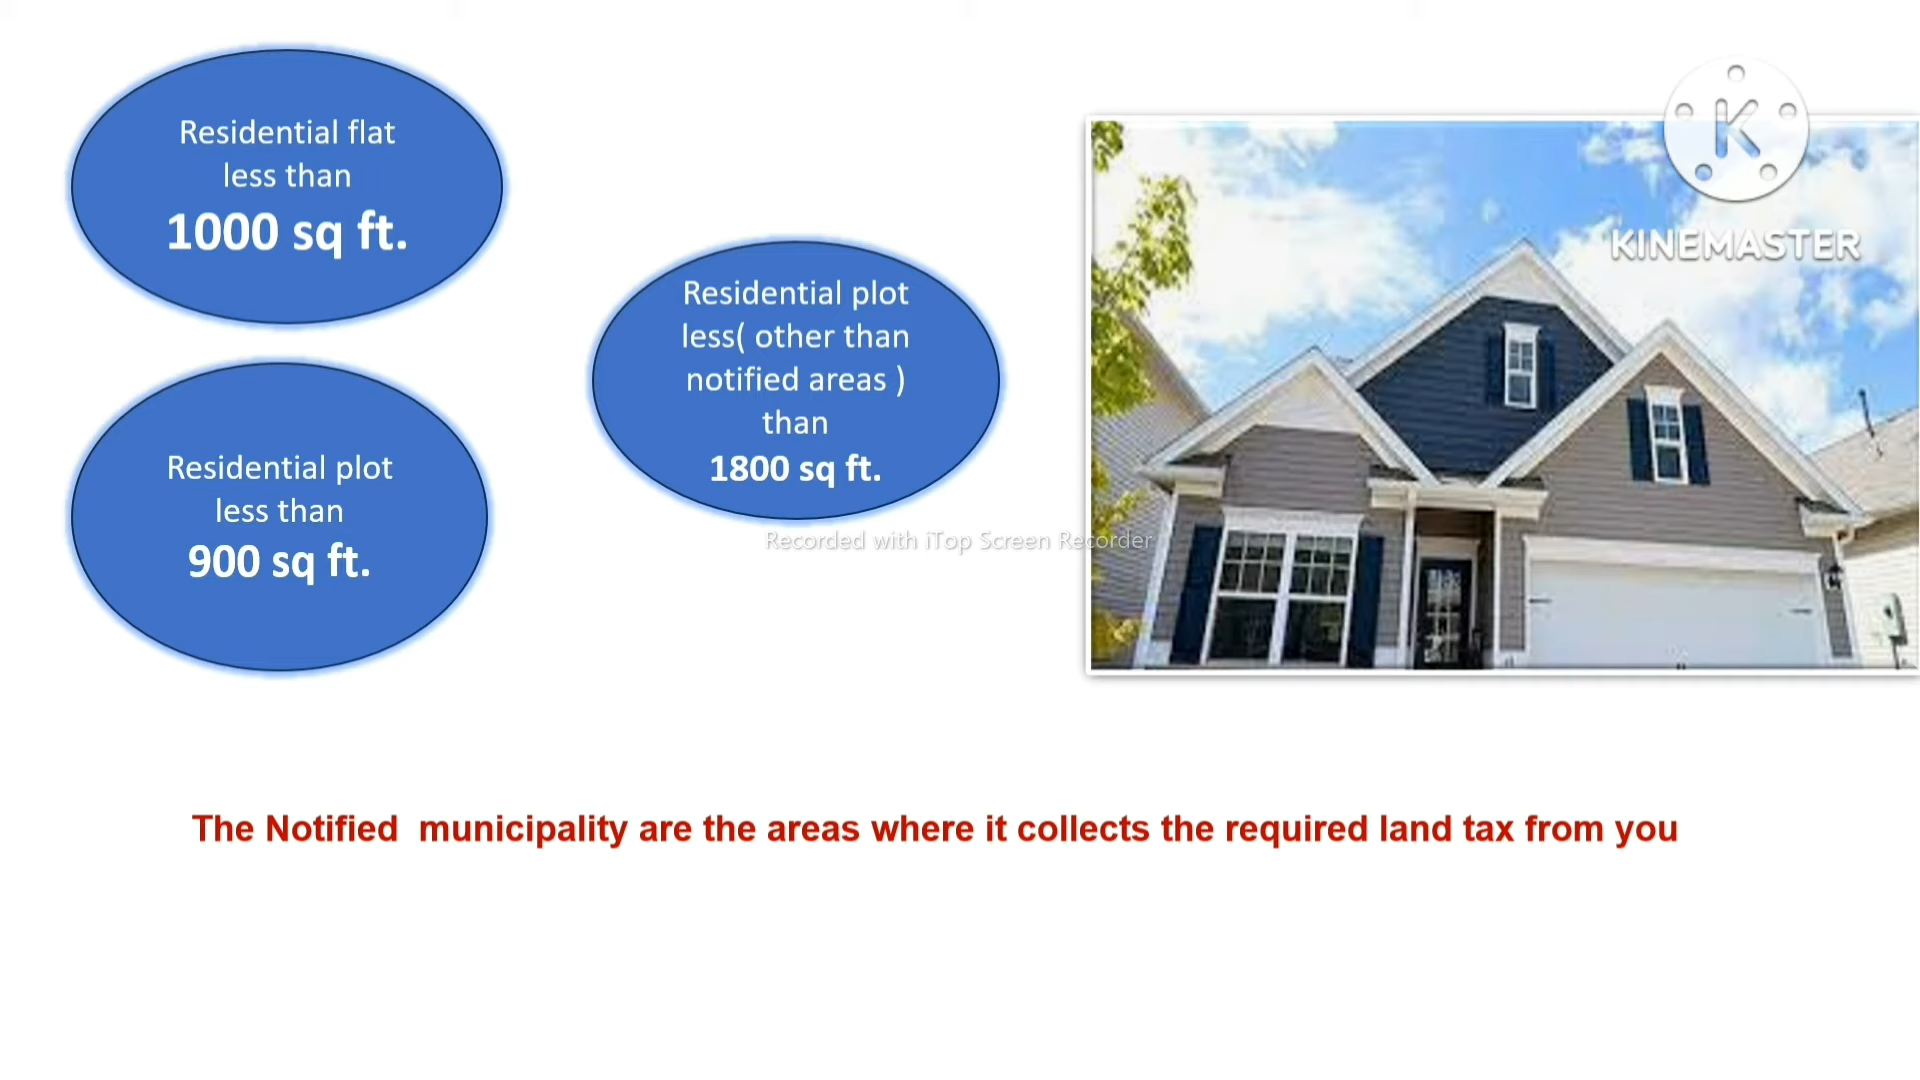 Residential flat
less than
1000 sq ft.
Residential plot
less than
900 sq ft.
Residential plot
less( other than
notified areas )
than
1800 sq ft.
K
KINEMASTER
Recorded with iTop Screen Recorder
The Notified  municipality are the areas where it collects the required land tax from you